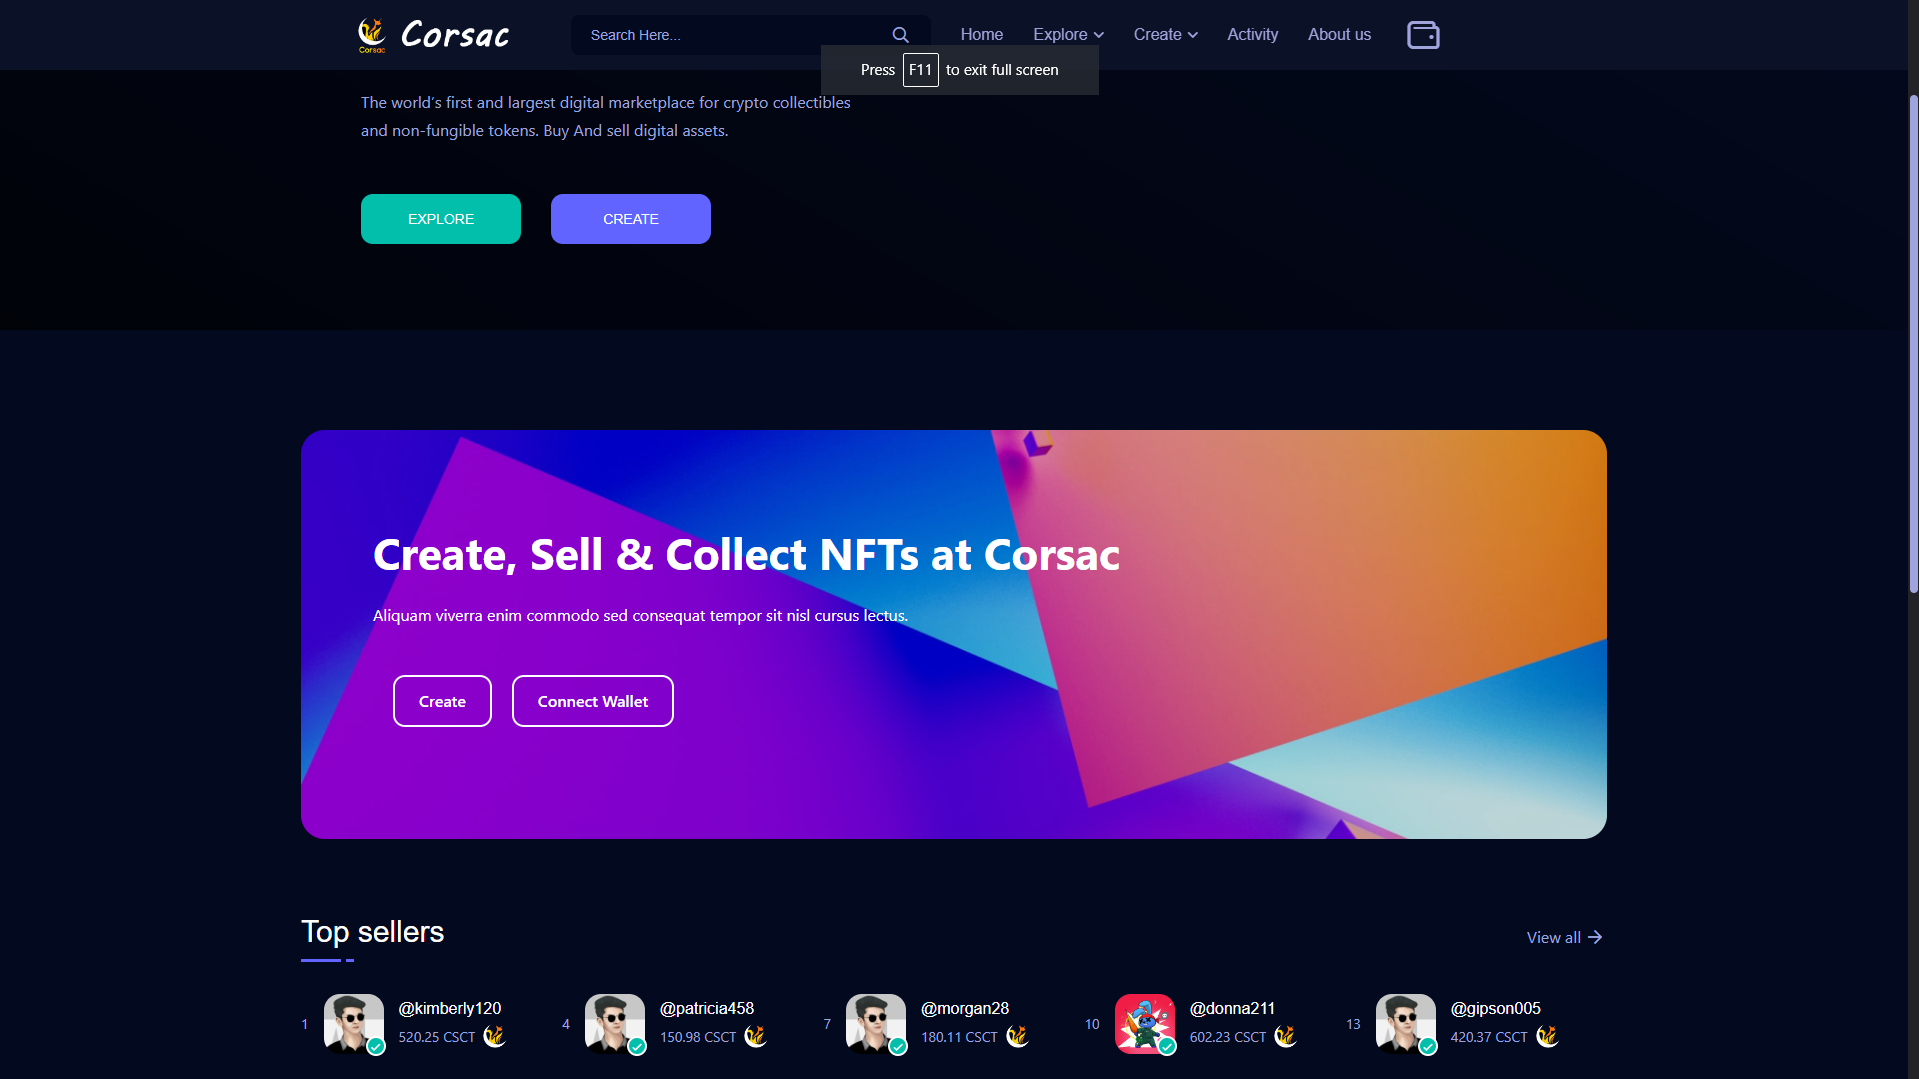 Corsac
Corsac
Search Here...
Home
Explore
Create
Activity
About us
Press F11 to exit full screen
The world's first and largest digital marketplace for crypto collectibles
and non-fungible tokens. Buy And sell digital assets.
EXPLORE
CREATE
Create, Sell & Collect NFTs at Corsac
Aliquam viverra enim commodo sed consequat tempor sit nisl cursus lectus.
Create
Connect Wallet
Top sellers
View all
1
@kimberly120
520.25 CSCT
4
@patricia458
150.98 CSCT
7
@morgan28
180.11 CSCT
10
@donna211
602.23 CSCT
13
@gipson005
420.37 CSCT